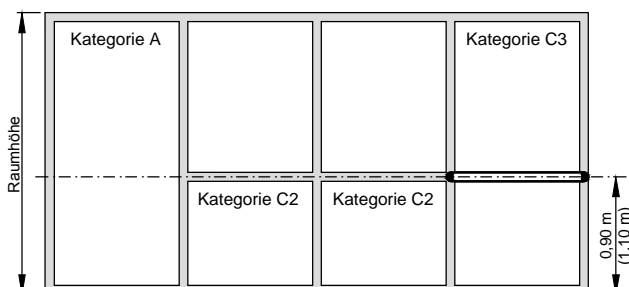 Kategorie A
Kategorie C3
Raumhöhe
Kategorie C2
Kategorie C2
0,90 m
(1,10 m)